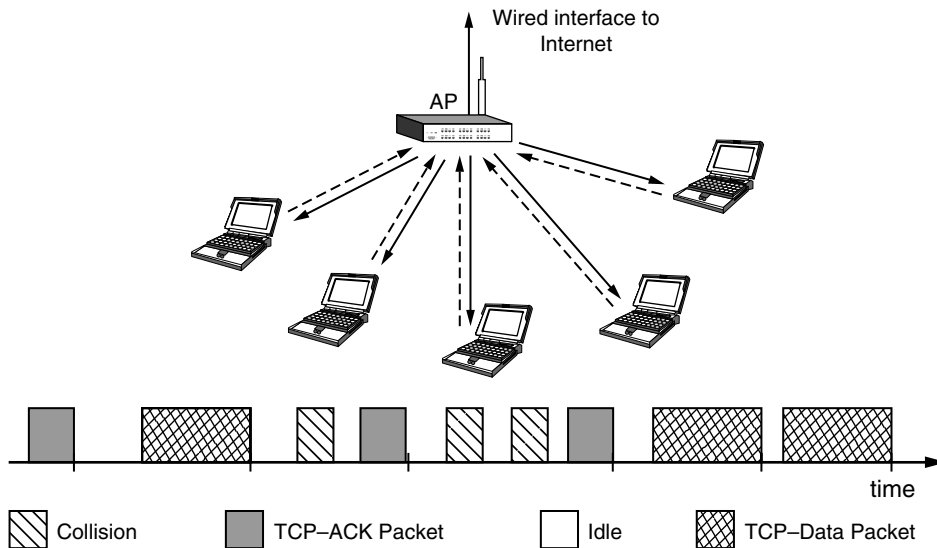 Wired interface to
Internet
AP
time
Collision
TCP–ACK Packet
Idle
TCP–Data Packet